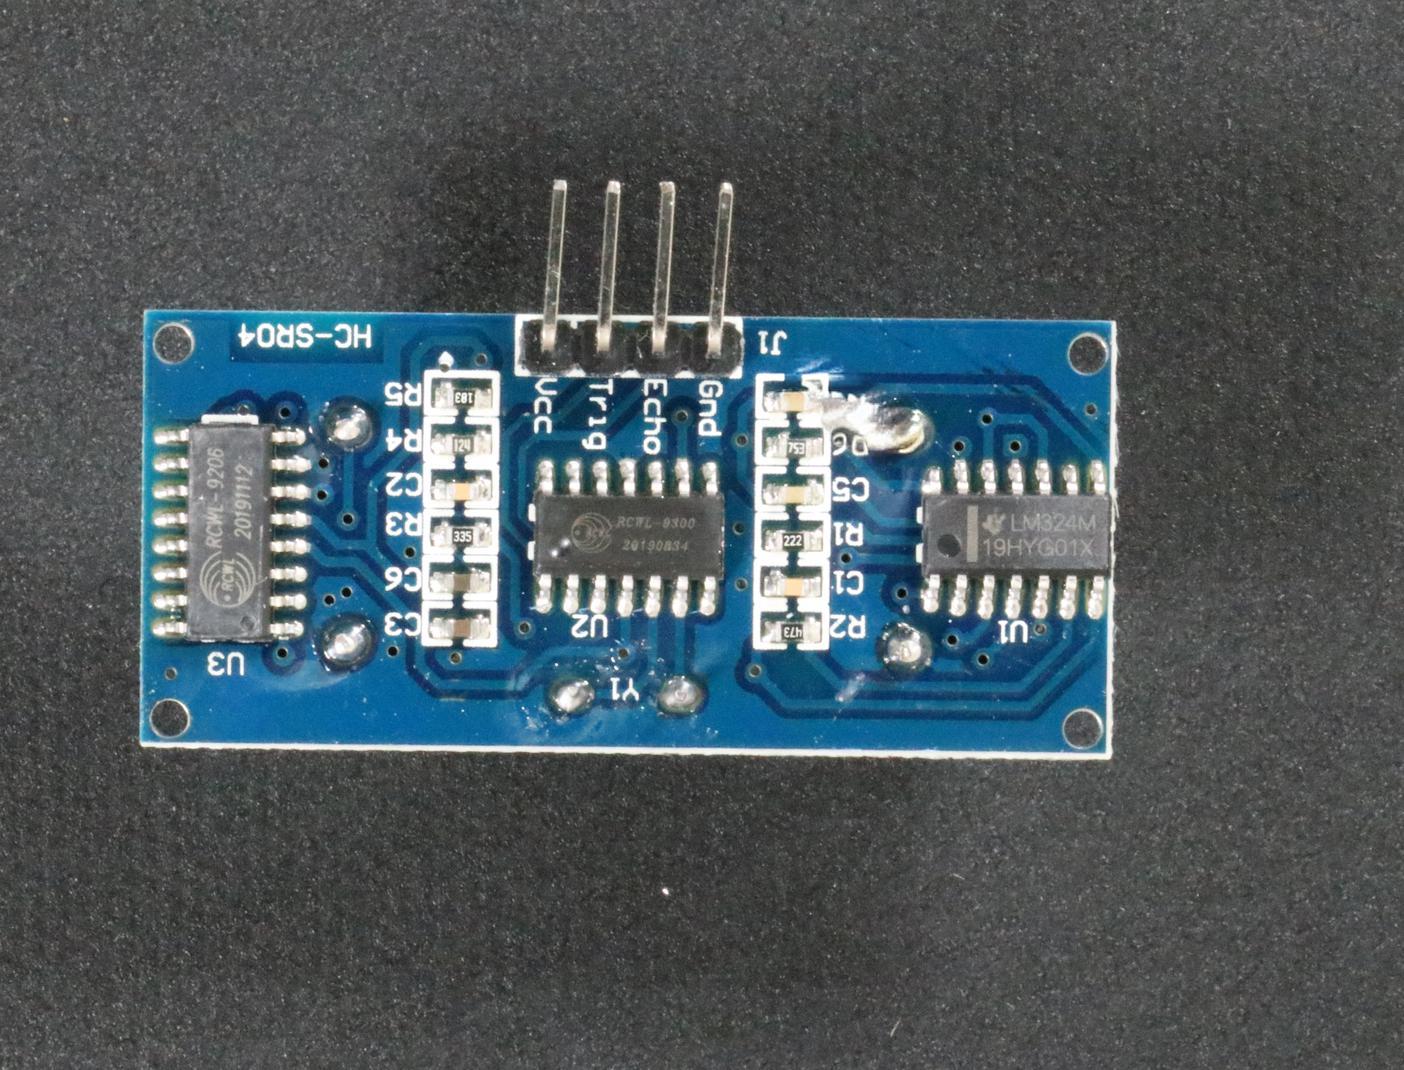 HC-SR04
J1
Vcc
Trig
Echo
Gnd
R5
183
R4
124
C2
R3
335
C6
C3
RCWL-9206
20191112
RCWL
U3
RCWL-9300
20190834
U2
Y1
753
C5
R1
222
C1
R2
473
LM324M
19HYG01X
U1